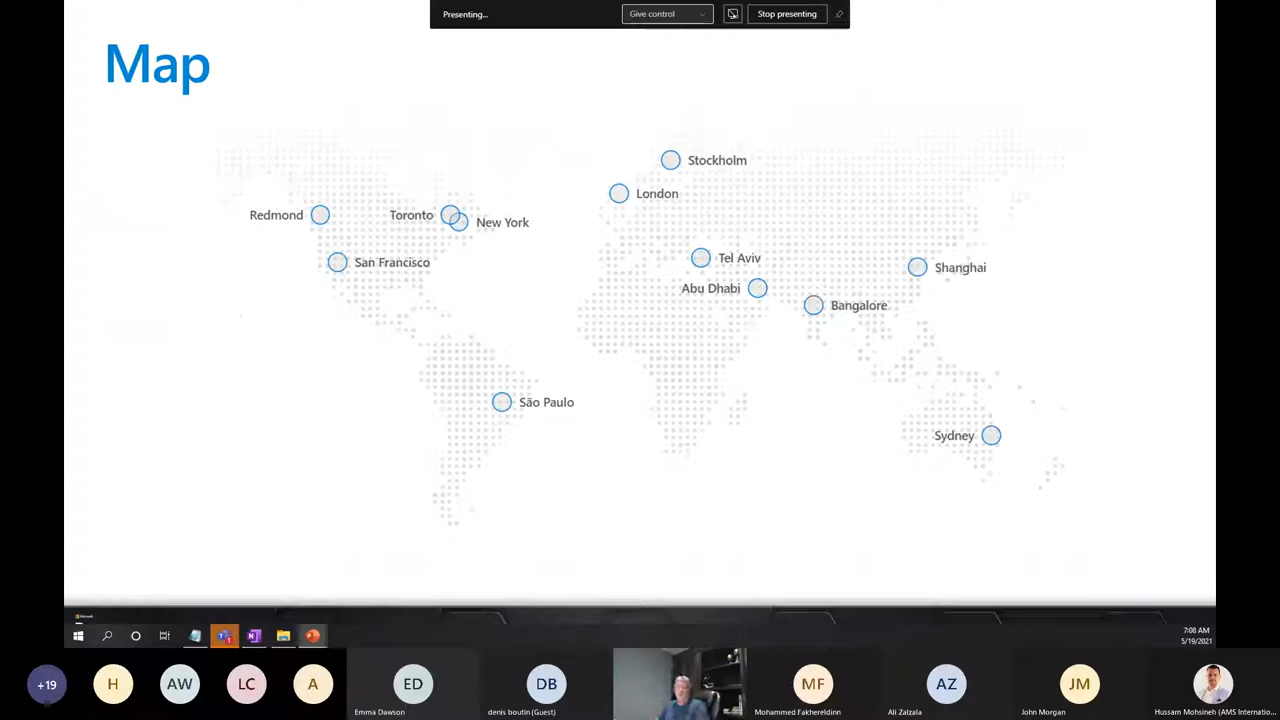 Presenting...
Give control
Stop presenting
Map
Stockholm
London
Redmond
Toronto
New York
San Francisco
Tel Aviv
Shanghai
Abu Dhabi
Bangalore
São Paulo
Sydney
Microsoft
7:08 AM
5/19/2021
+19
H
AW
LC
A
ED
DB
MF
AZ
JM
Emma Dawson
denis boutin (Guest)
Mohammed Fakhereldinn
Ali Zalzala
John Morgan
Hussam Mohsineh (AMS Internatio...